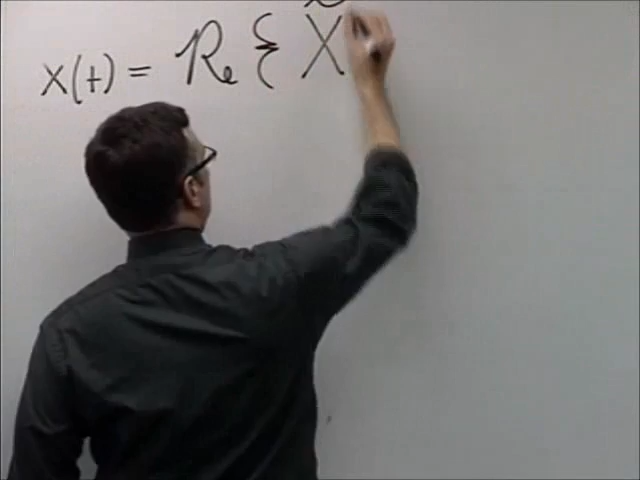 x(t) = Re { X̃